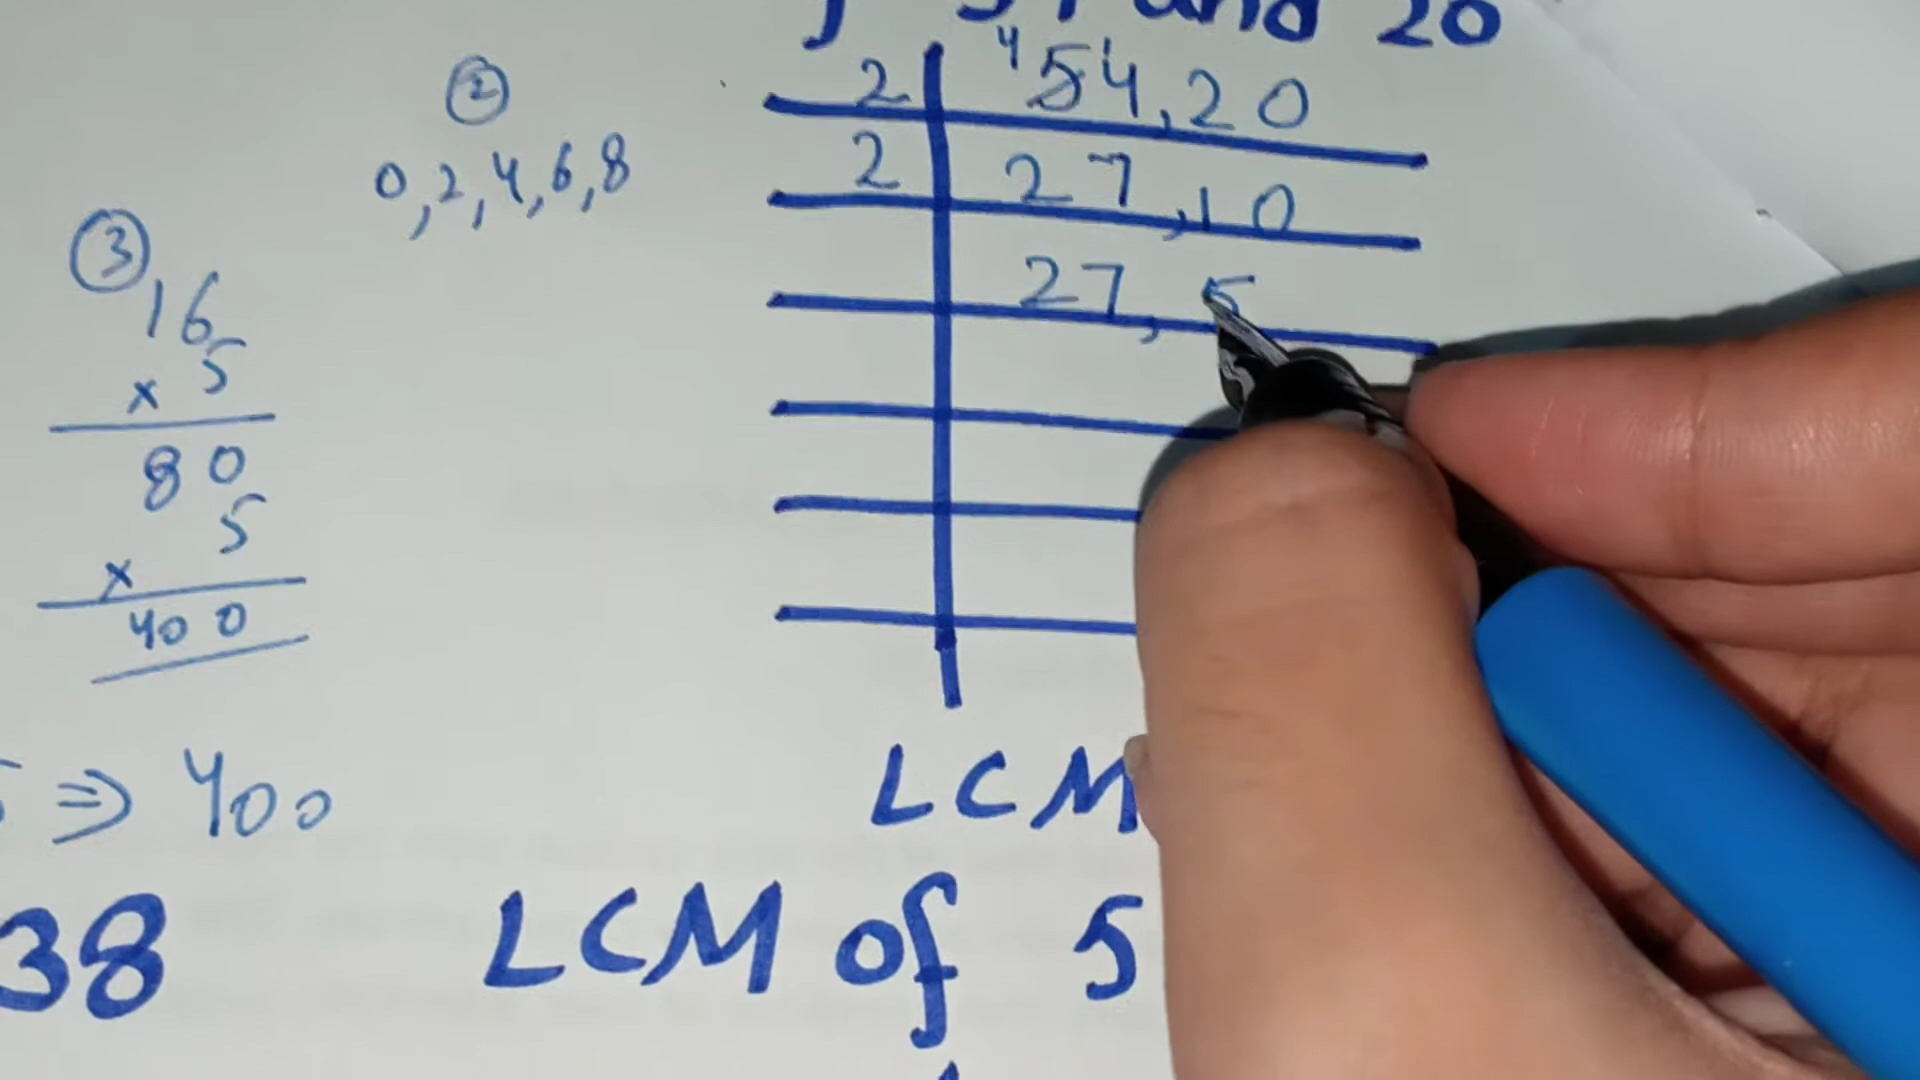 and 20
2 54,20
2 27,10
27,5
②
0,2,4,6,8
③
16
x 5
80
x 5
400
⇒ 400
LCM
38
LCM of 5